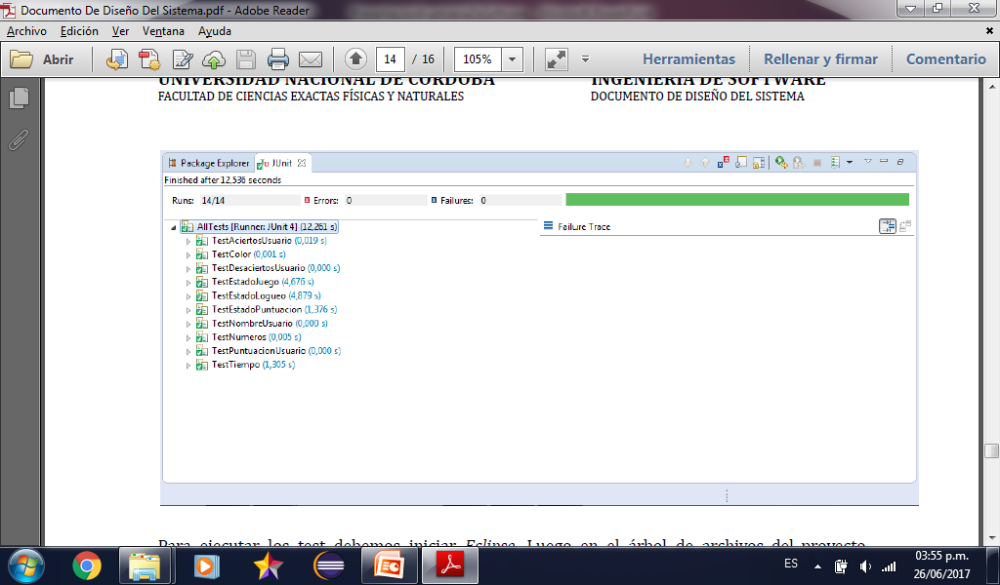 Documento De Diseño Del Sistema.pdf - Adobe Reader
Archivo Edición Ver Ventana Ayuda
Abrir 14 / 16 105% Herramientas Rellenar y firmar Comentario
UNIVERSIDAD NACIONAL DE CÓRDOBA INGENIERÍA DE SOFTWARE
FACULTAD DE CIENCIAS EXACTAS FÍSICAS Y NATURALES DOCUMENTO DE DISEÑO DEL SISTEMA
Package Explorer JUnit
Finished after 12,536 seconds
Runs: 14/14 Errors: 0 Failures: 0
AllTests [Runner: JUnit 4] (12,261 s) Failure Trace
TestAciertosUsuario (0,019 s)
TestColor (0,001 s)
TestDesaciertosUsuario (0,000 s)
TestEstadoJuego (4,676 s)
TestEstadoLogueo (4,879 s)
TestEstadoPuntuacion (1,376 s)
TestNombreUsuario (0,000 s)
TestNumeros (0,005 s)
TestPuntuacionUsuario (0,000 s)
TestTiempo (1,305 s)
Para ejecutar los test debemos iniciar Eclipse. Luego en el árbol de archivos del proyecto
ES 03:55 p.m.
26/06/2017